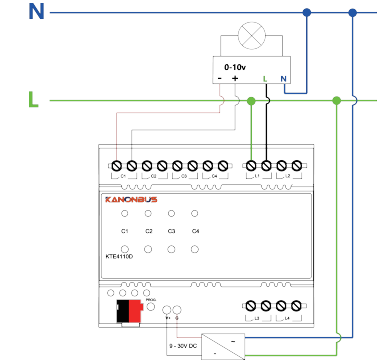 N
L
0-10v
- +
L
N
C1 C2 C3 C4
L1 L2
KANONBUS
C1 C2 C3 C4
KTE4110D
PROG
L3 L4
9 - 30V DC